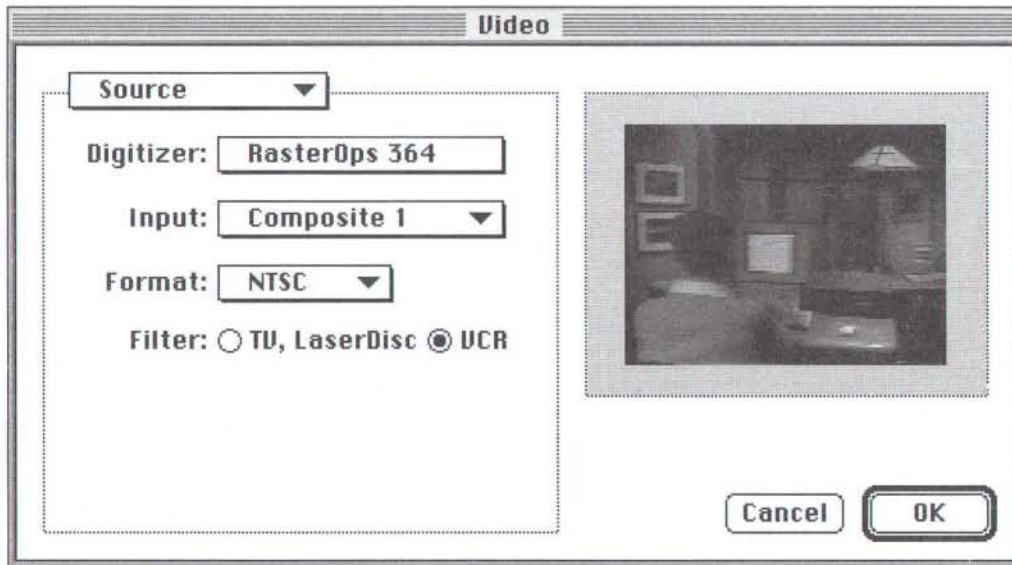 Video
Source
Digitizer: RasterOps 364
Input: Composite 1
Format: NTSC
Filter: TV, LaserDisc VCR
Cancel OK